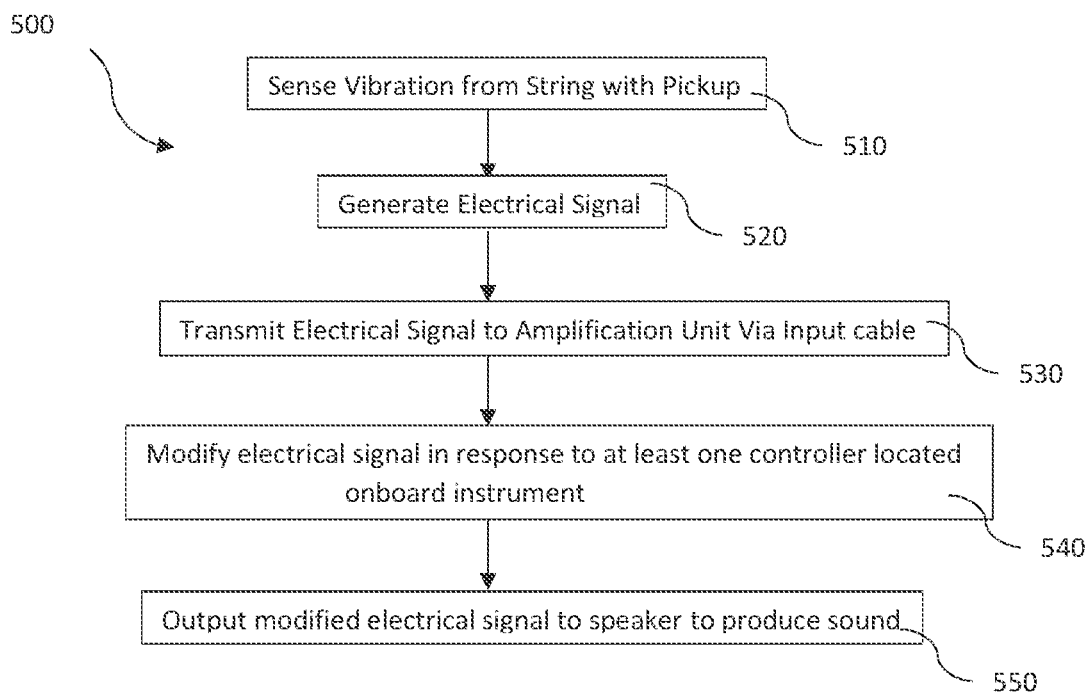 500
Sense Vibration from String with Pickup
510
Generate Electrical Signal
520
Transmit Electrical Signal to Amplification Unit Via Input cable
530
Modify electrical signal in response to at least one controller located
onboard instrument
540
Output modified electrical signal to speaker to produce sound
550